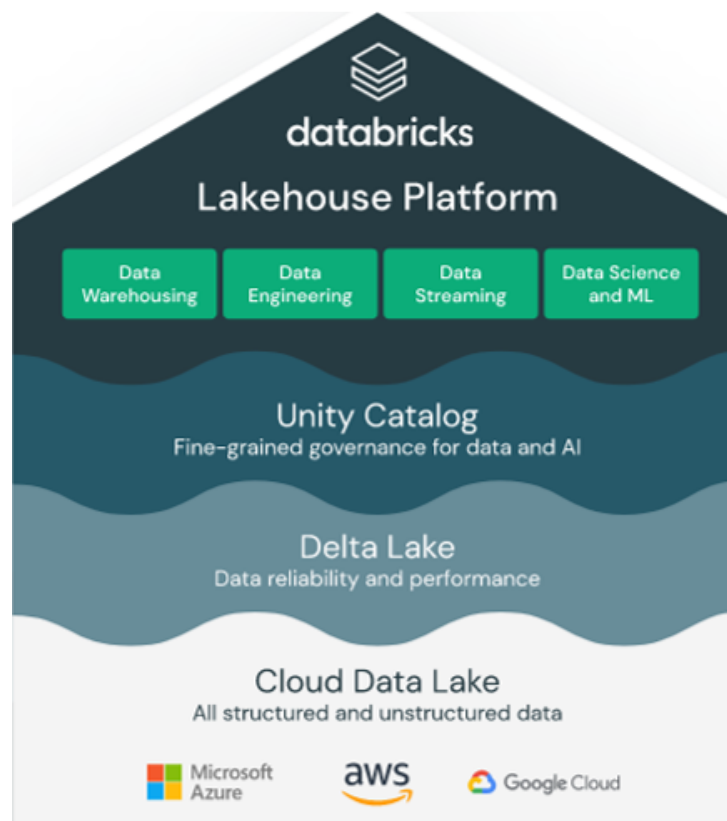 databricks
Lakehouse Platform
Data
Warehousing
Data
Engineering
Data
Streaming
Data Science
and ML
Unity Catalog
Fine-grained governance for data and AI
Delta Lake
Data reliability and performance
Cloud Data Lake
All structured and unstructured data
Microsoft
Azure
aws
Google Cloud